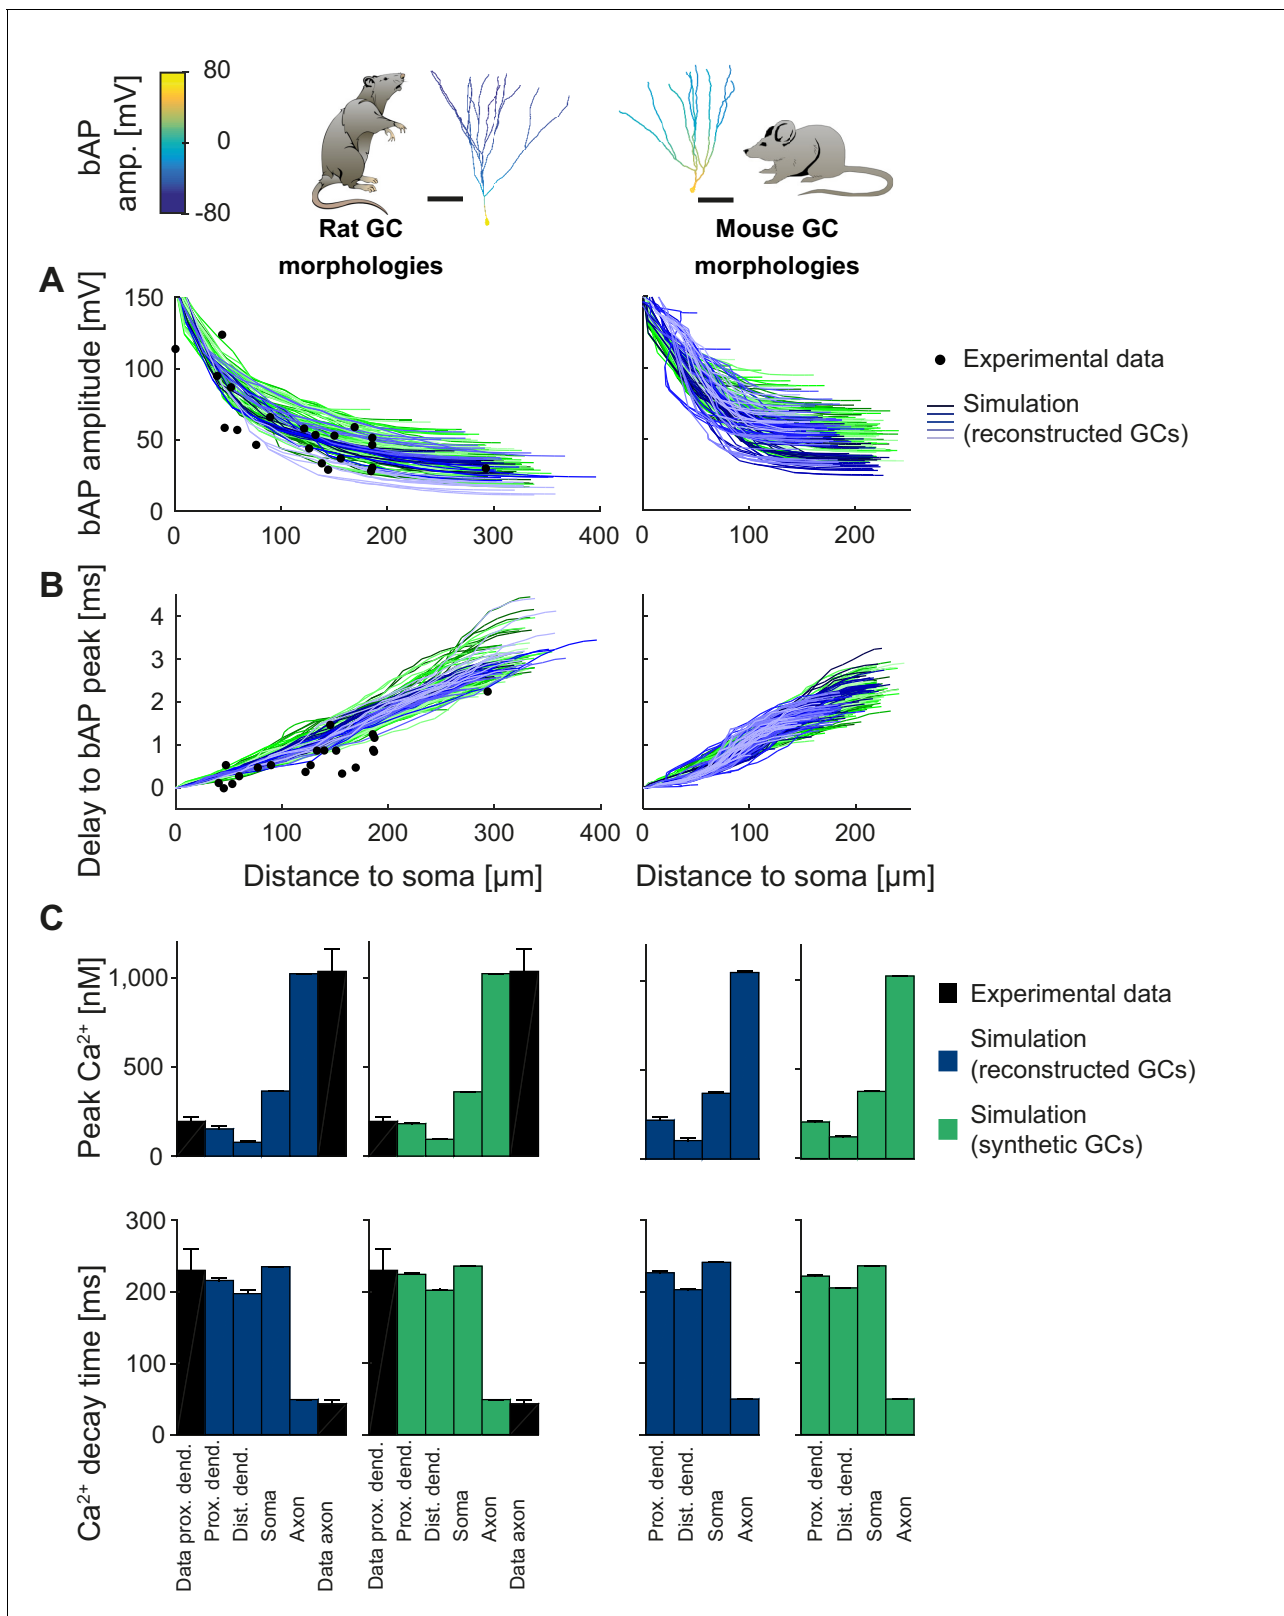 bAP
amp. [mV]
80
0
-80
Rat GC
morphologies
Mouse GC
morphologies
A
bAP amplitude [mV]
150
100
50
0
0 100 200 300 400
0 100 200
Experimental data
Simulation
(reconstructed GCs)
B
Delay to bAP peak [ms]
4
3
2
1
0
0 100 200 300 400
0 100 200
Distance to soma [µm]
Distance to soma [µm]
C
Peak Ca²⁺ [nM]
1,000
500
0
Experimental data
Simulation
(reconstructed GCs)
Simulation
(synthetic GCs)
Ca²⁺ decay time [ms]
300
200
100
0
Data prox. dend.
Prox. dend.
Dist. dend.
Soma
Axon
Data axon
Data prox. dend.
Prox. dend.
Dist. dend.
Soma
Axon
Data axon
Prox. dend.
Dist. dend.
Soma
Axon
Prox. dend.
Dist. dend.
Soma
Axon